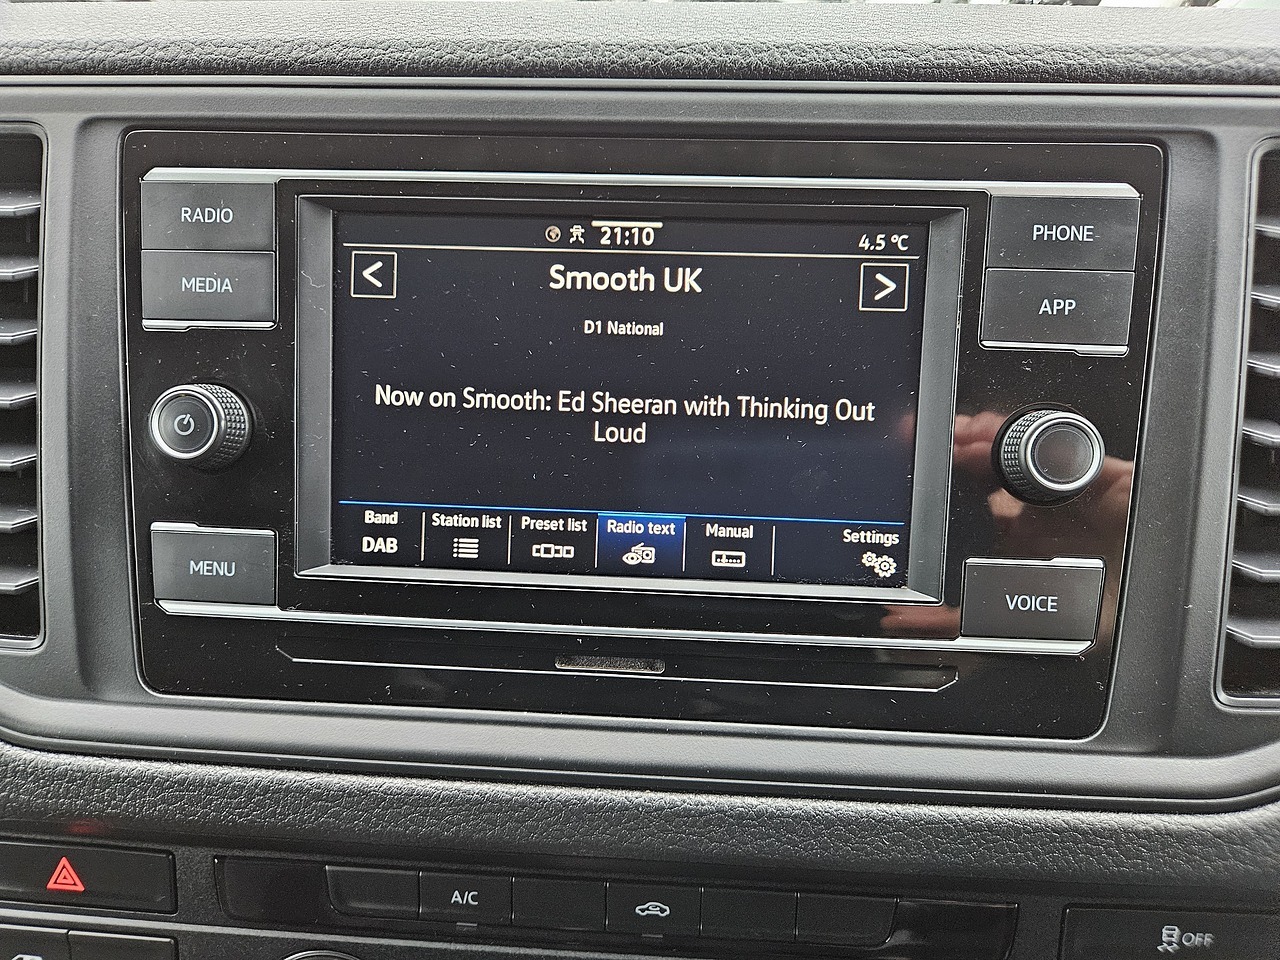 RADIO
MEDIA
MENU
21:10
4.5 °C
< Smooth UK >
D1 National
Now on Smooth: Ed Sheeran with Thinking Out
Loud
Band
DAB
Station list
Preset list
Radio text
Manual
Settings
PHONE
APP
VOICE
A/C
OFF